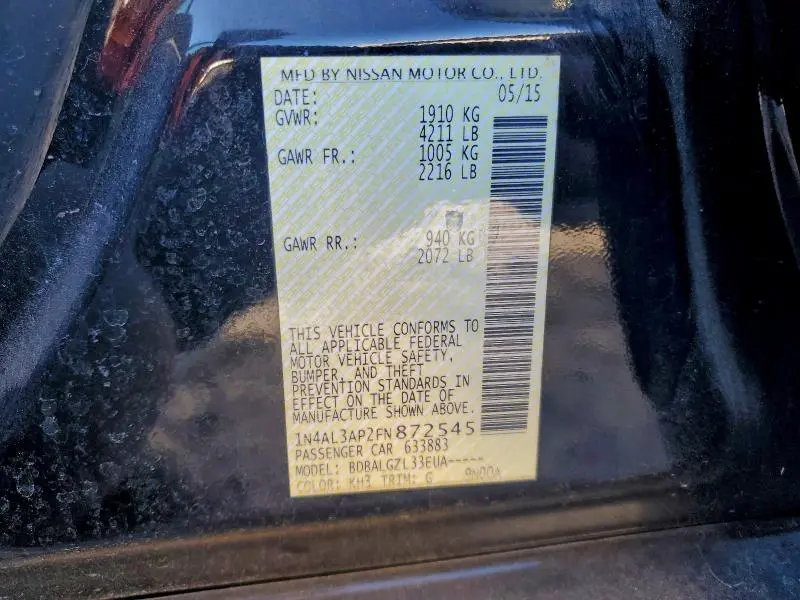 MFD BY NISSAN MOTOR CO., LTD.
DATE: 05/15
GVWR: 1910 KG
4211 LB
GAWR FR.: 1005 KG
2216 LB
GAWR RR.: 940 KG
2072 LB
THIS VEHICLE CONFORMS TO
ALL APPLICABLE FEDERAL
MOTOR VEHICLE SAFETY,
BUMPER, AND THEFT
PREVENTION STANDARDS IN
EFFECT ON THE DATE OF
MANUFACTURE SHOWN ABOVE.
1N4AL3AP2FN872545
PASSENGER CAR 633883
MODEL: BDBALGZL33EUA-----
COLOR: KH3 TRIM: G